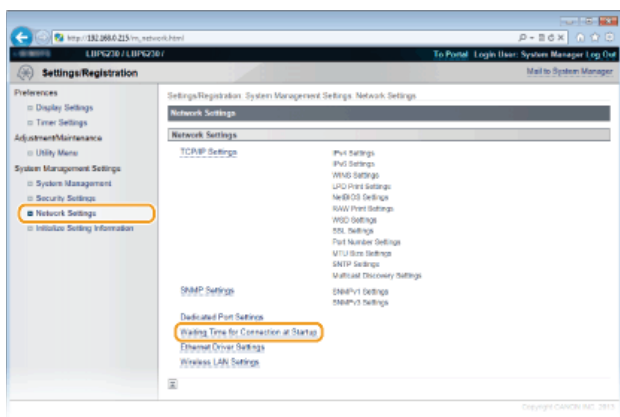 http://192.168.0.215/m_network.html
LBP6230 / LBP6230 /
To Portal Login User: System Manager Log Out
Settings/Registration
Mail to System Manager
Preferences
Display Settings
Timer Settings
Adjustment/Maintenance
Utility Menu
System Management Settings
System Management
Security Settings
Network Settings
Initialize Setting Information
Settings/Registration: System Management Settings: Network Settings
Network Settings
Network Settings
TCP/IP Settings
IPv4 Settings
IPv6 Settings
WINS Settings
LPD Print Settings
NetBIOS Settings
RAW Print Settings
WSD Settings
SSL Settings
Port Number Settings
MTU Size Settings
SNTP Settings
Multicast Discovery Settings
SNMP Settings
SNMPv1 Settings
SNMPv3 Settings
Dedicated Port Settings
Waiting Time for Connection at Startup
Ethernet Driver Settings
Wireless LAN Settings
Copyright CANON INC. 2013